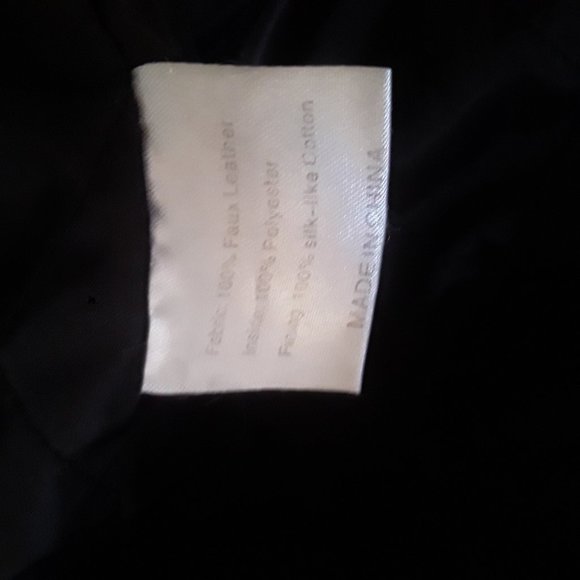 Fabric: 100% Faux Leather
Inside: 100% Polyester
Filling: 100% silk-like Cotton
MADE IN CHINA